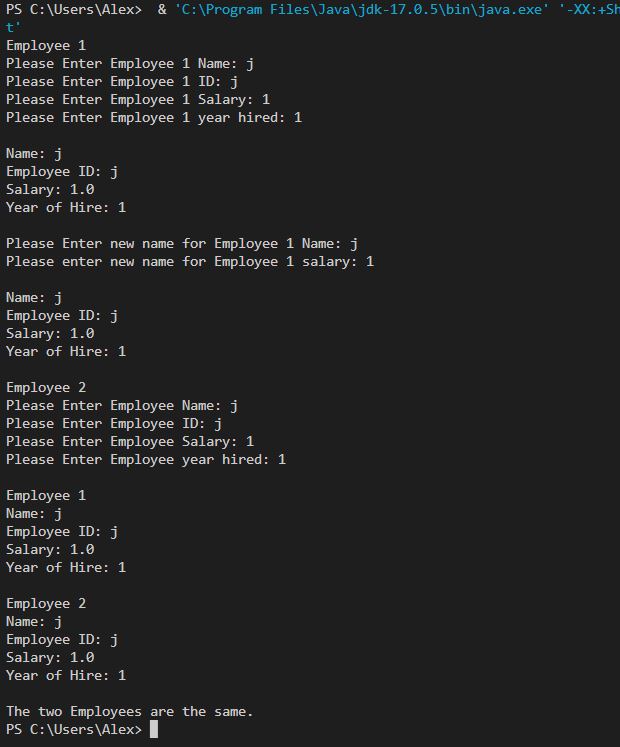 PS C:\Users\Alex>  & 'C:\Program Files\Java\jdk-17.0.5\bin\java.exe' '-XX:+Sh
t'
Employee 1
Please Enter Employee 1 Name: j
Please Enter Employee 1 ID: j
Please Enter Employee 1 Salary: 1
Please Enter Employee 1 year hired: 1

Name: j
Employee ID: j
Salary: 1.0
Year of Hire: 1

Please Enter new name for Employee 1 Name: j
Please enter new name for Employee 1 salary: 1

Name: j
Employee ID: j
Salary: 1.0
Year of Hire: 1

Employee 2
Please Enter Employee Name: j
Please Enter Employee ID: j
Please Enter Employee Salary: 1
Please Enter Employee year hired: 1

Employee 1
Name: j
Employee ID: j
Salary: 1.0
Year of Hire: 1

Employee 2
Name: j
Employee ID: j
Salary: 1.0
Year of Hire: 1

The two Employees are the same.
PS C:\Users\Alex>